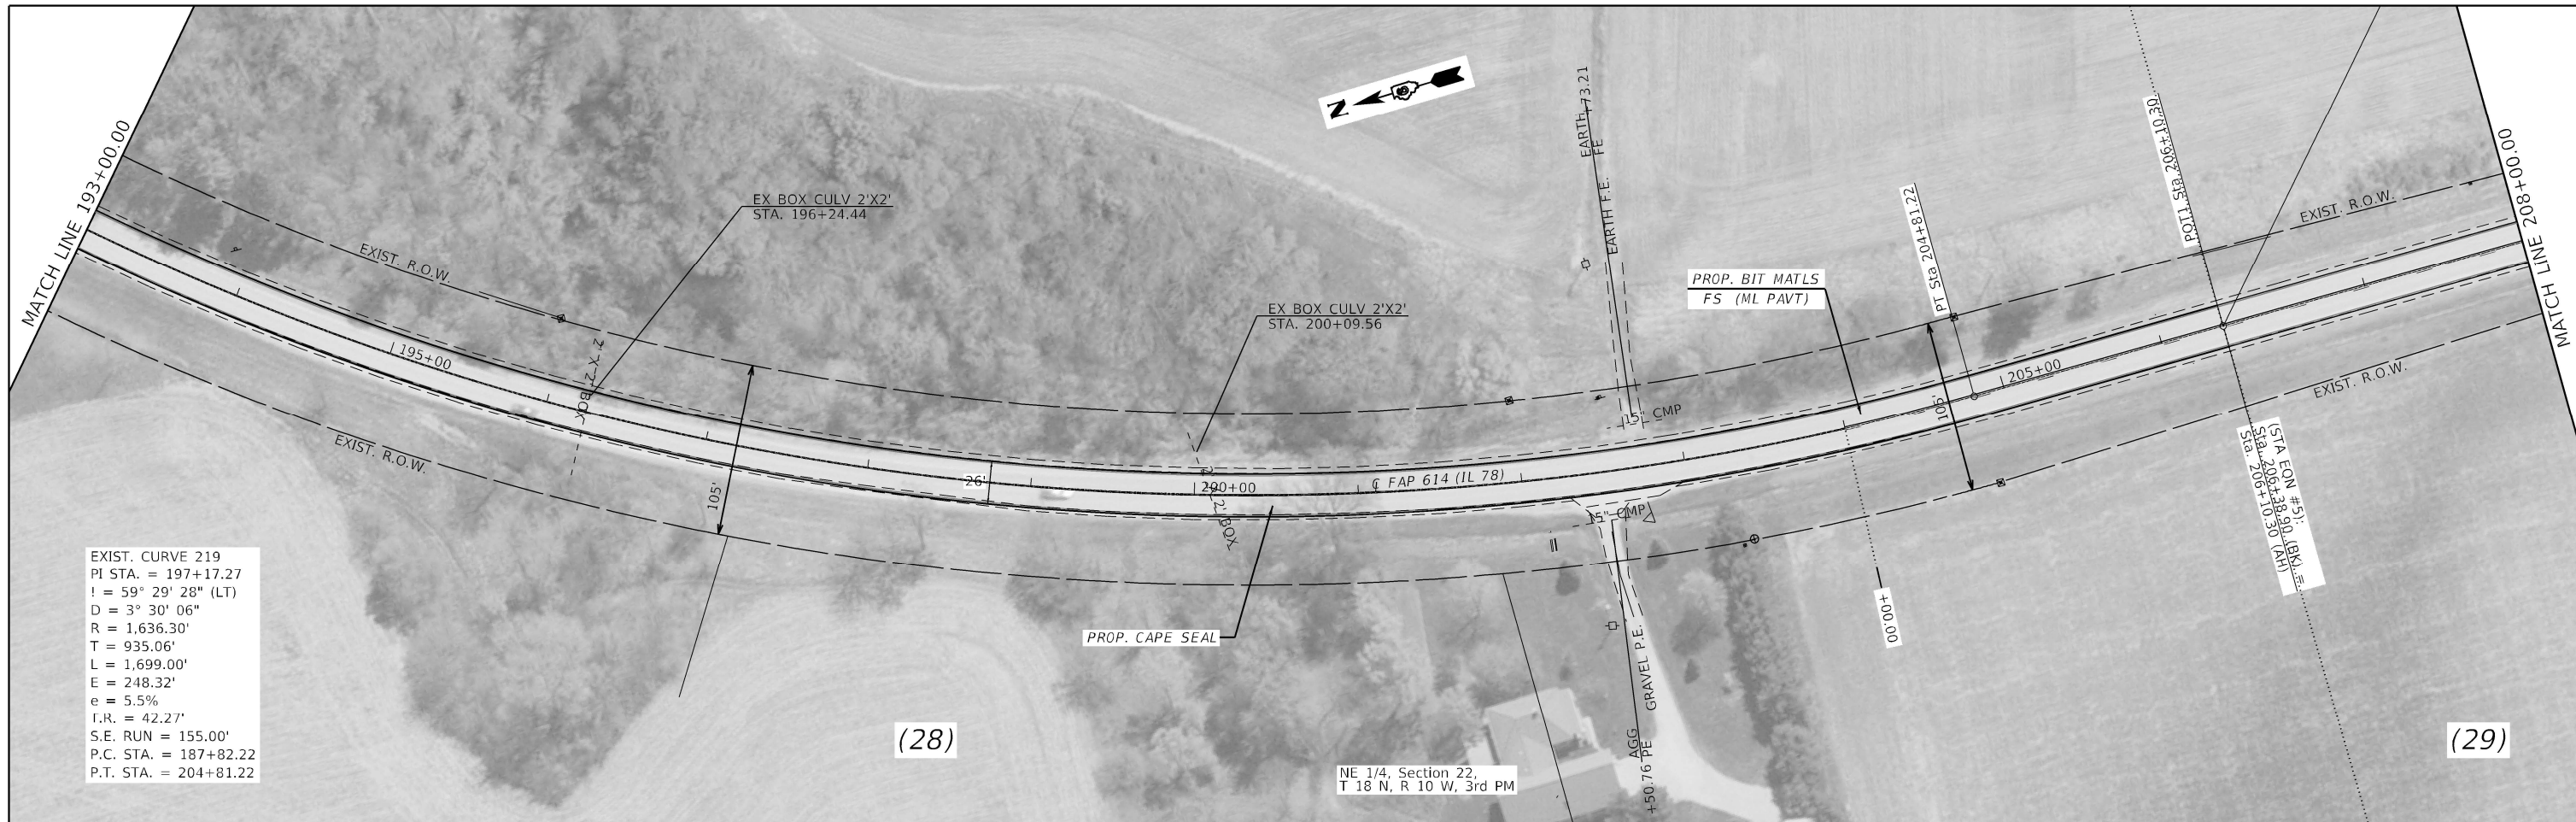 MATCH LINE 193+00.00
EXIST. R.O.W.
EX BOX CULV 2'X2'
STA. 196+24.44
195+00
2' X 2' BOX
EXIST. R.O.W.
105'
26'
N
EX BOX CULV 2'X2'
STA. 200+09.56
2' X 2' BOX
290+00
℄ FAP 614 (IL 78)
PROP. CAPE SEAL
EARTH +73.21
FE
EARTH F.E.
15" CMP
15" CMP
AGG GRAVEL P.E.
+50.76 PE
PROP. BIT MATLS
FS (ML PAVT)
PT Sta 204+81.22
105'
205+00
+00.00
P.O.T.1 Sta. 206+10.30
EXIST. R.O.W.
EXIST. R.O.W.
(STA EQN #5):
Sta. 206+38.90 (BK) =
Sta. 206+10.30 (AH)
MATCH LINE 208+00.00
EXIST. CURVE 219
PI STA. = 197+17.27
! = 59° 29' 28" (LT)
D = 3° 30' 06"
R = 1,636.30'
T = 935.06'
L = 1,699.00'
E = 248.32'
e = 5.5%
T.R. = 42.27'
S.E. RUN = 155.00'
P.C. STA. = 187+82.22
P.T. STA. = 204+81.22
(28)
NE 1/4, Section 22,
T 18 N, R 10 W, 3rd PM
(29)